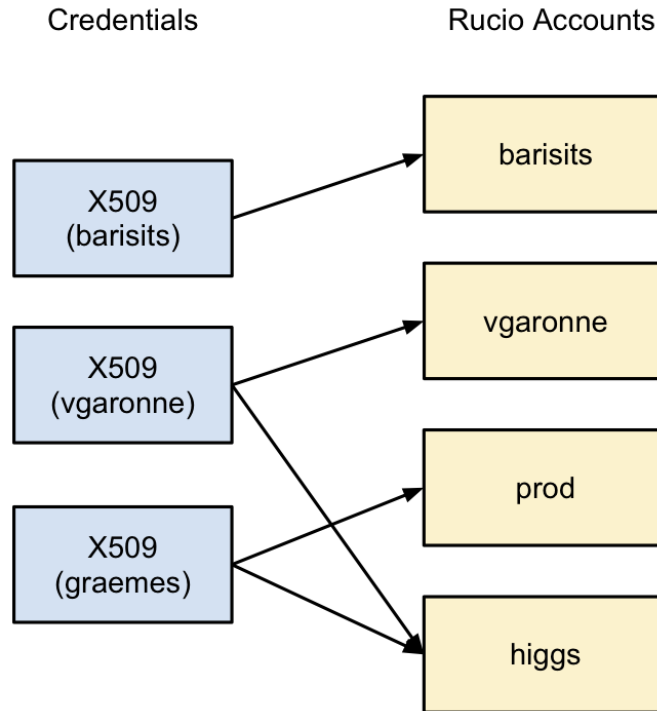 Credentials
Rucio Accounts
X509
(barisits)
X509
(vgaronne)
X509
(graemes)
barisits
vgaronne
prod
higgs